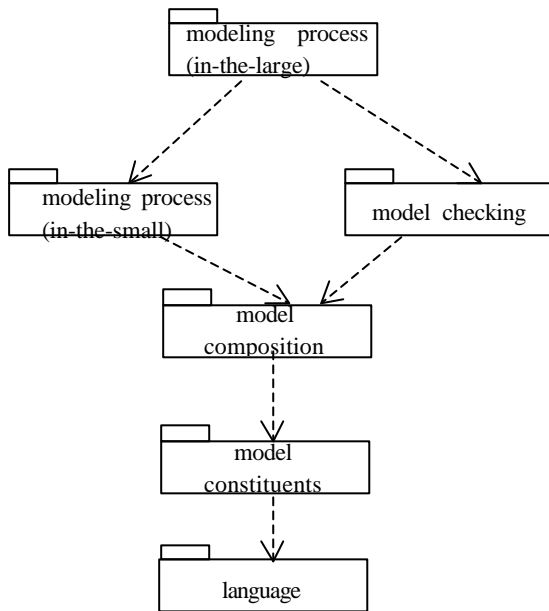 modeling process
(in-the-large)
modeling process
(in-the-small)
model checking
model
composition
model
constituents
language